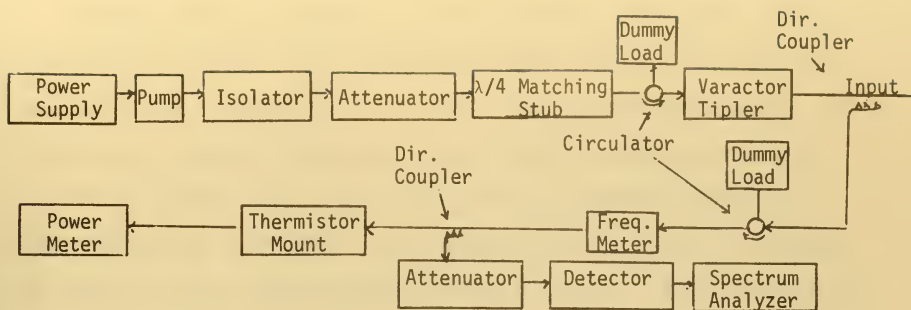 Dummy
Load
Dir.
Coupler
Power
Supply
Pump
Isolator
Attenuator
λ/4 Matching
Stub
Varactor
Tipler
Input
Circulator
Dir.
Coupler
Dummy
Load
Power
Meter
Thermistor
Mount
Freq.
Meter
Attenuator
Detector
Spectrum
Analyzer